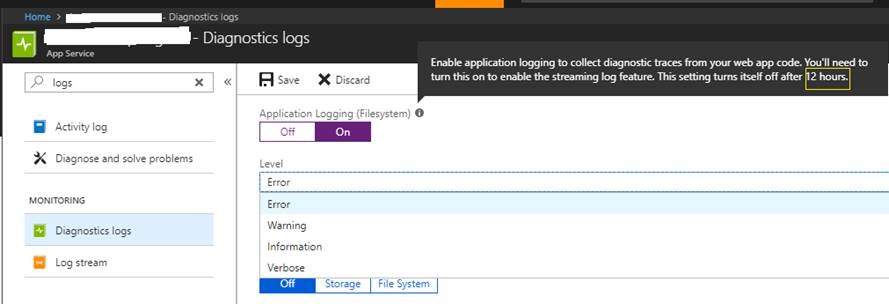 Home > - Diagnostics logs
- Diagnostics logs
App Service
Enable application logging to collect diagnostic traces from your web app code. You'll need to
turn this on to enable the streaming log feature. This setting turns itself off after 12 hours.
logs
Save Discard
Application Logging (Filesystem)
Off On
Activity log
Diagnose and solve problems
Level
Error
MONITORING
Error
Diagnostics logs
Warning
Information
Log stream
Verbose
Off Storage File System